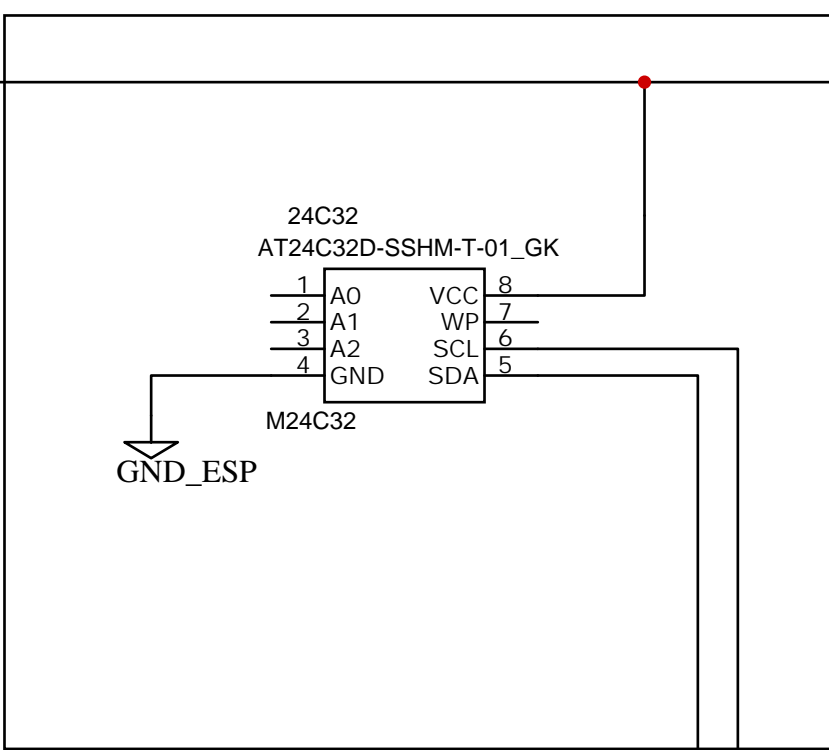 24C32
AT24C32D-SSHM-T-01_GK
1 A0 VCC 8
2 A1 WP 7
3 A2 SCL 6
4 GND SDA 5
M24C32
GND_ESP